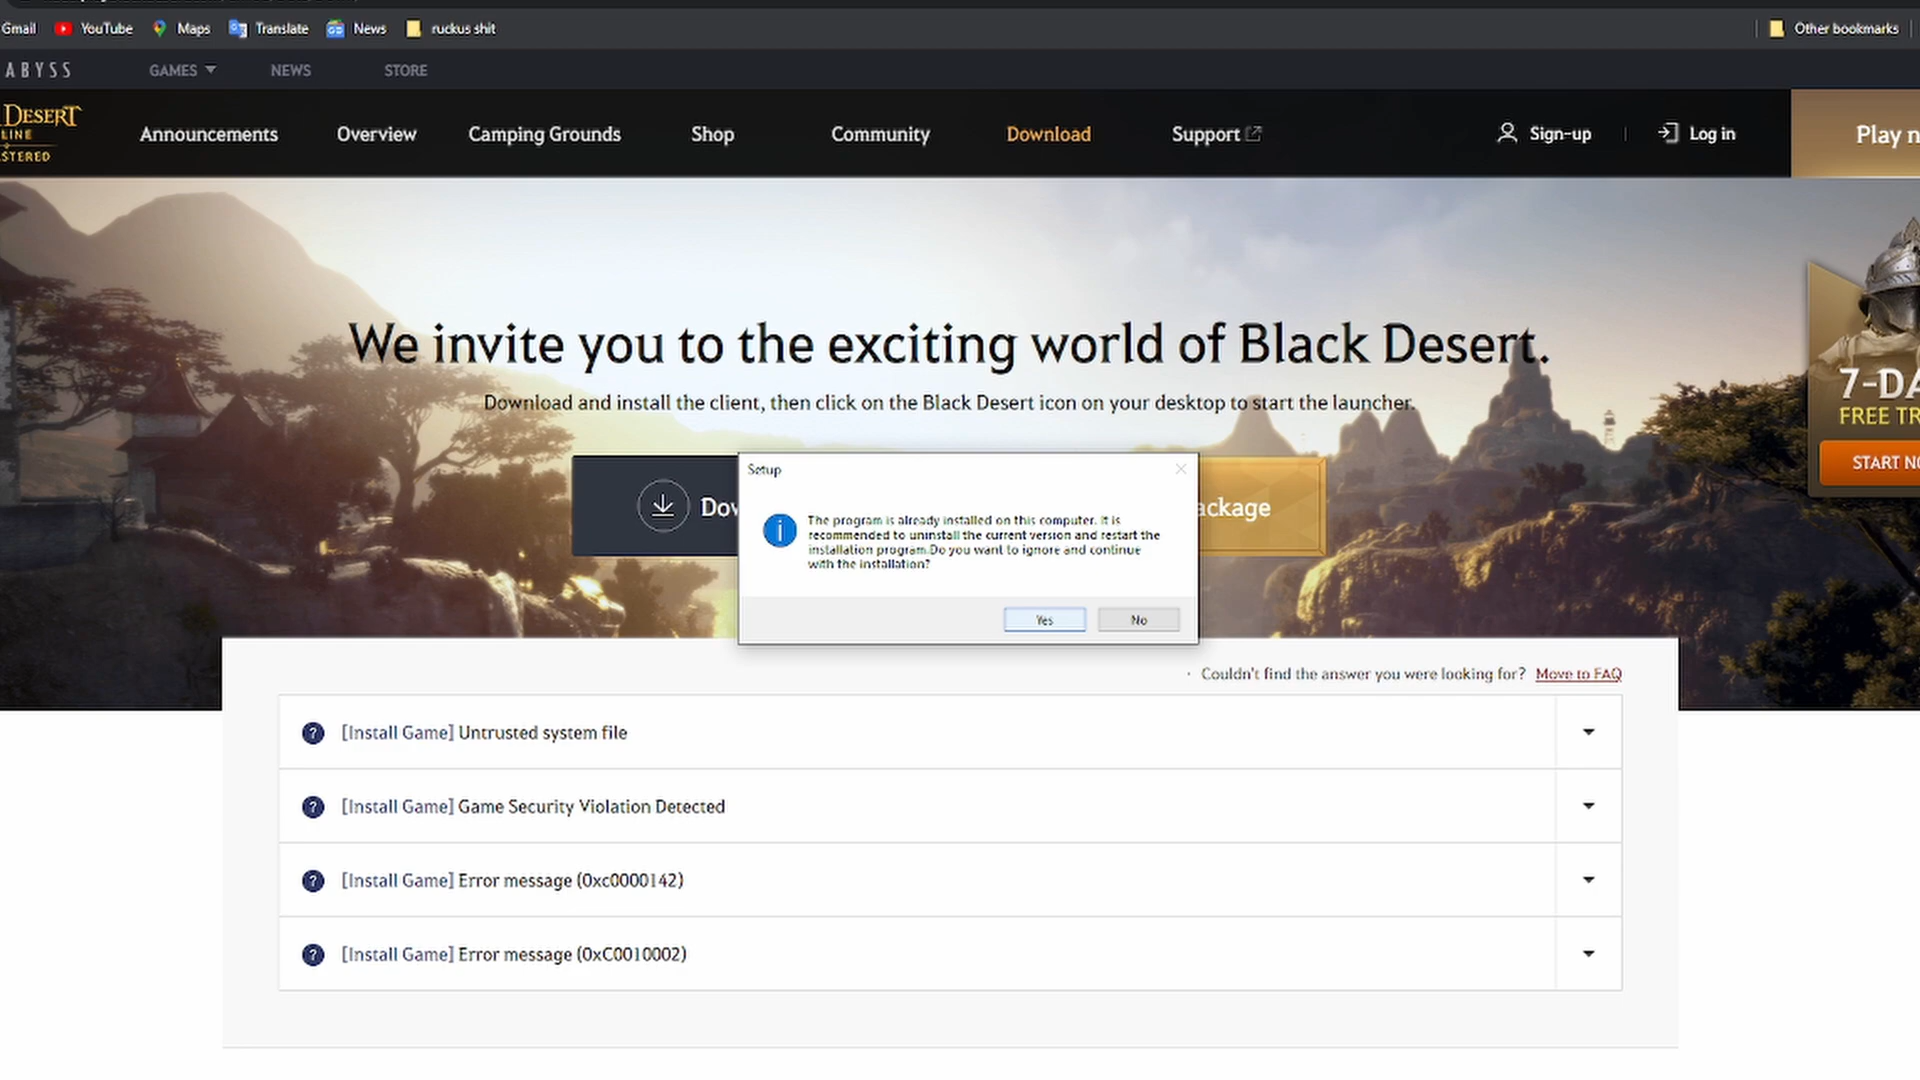 Gmail YouTube Maps Translate News ruckus shit Other bookmarks
ABYSS GAMES NEWS STORE
DESERT
LINE
STERED
Announcements Overview Camping Grounds Shop Community Download Support Sign-up Log in Play n
We invite you to the exciting world of Black Desert.
Download and install the client, then click on the Black Desert icon on your desktop to start the launcher.
7-DA
FREE TR
START NO
Dow
ackage
Setup
The program is already installed on this computer. It is
recommended to uninstall the current version and restart the
installation program.Do you want to ignore and continue
with the installation?
Yes No
· Couldn't find the answer you were looking for? Move to FAQ
? [Install Game] Untrusted system file
? [Install Game] Game Security Violation Detected
? [Install Game] Error message (0xc0000142)
? [Install Game] Error message (0xC0010002)